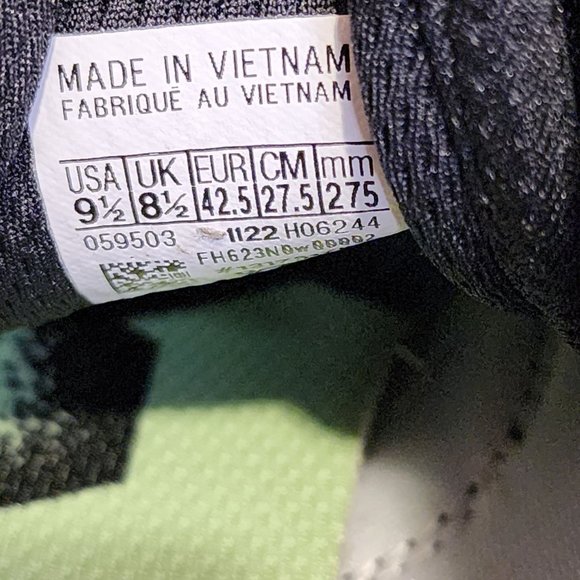 MADE IN VIETNAM
FABRIQUÉ AU VIETNAM
USA UK EUR CM mm
9½ 8½ 42.5 27.5 275
059503 1122 H06244